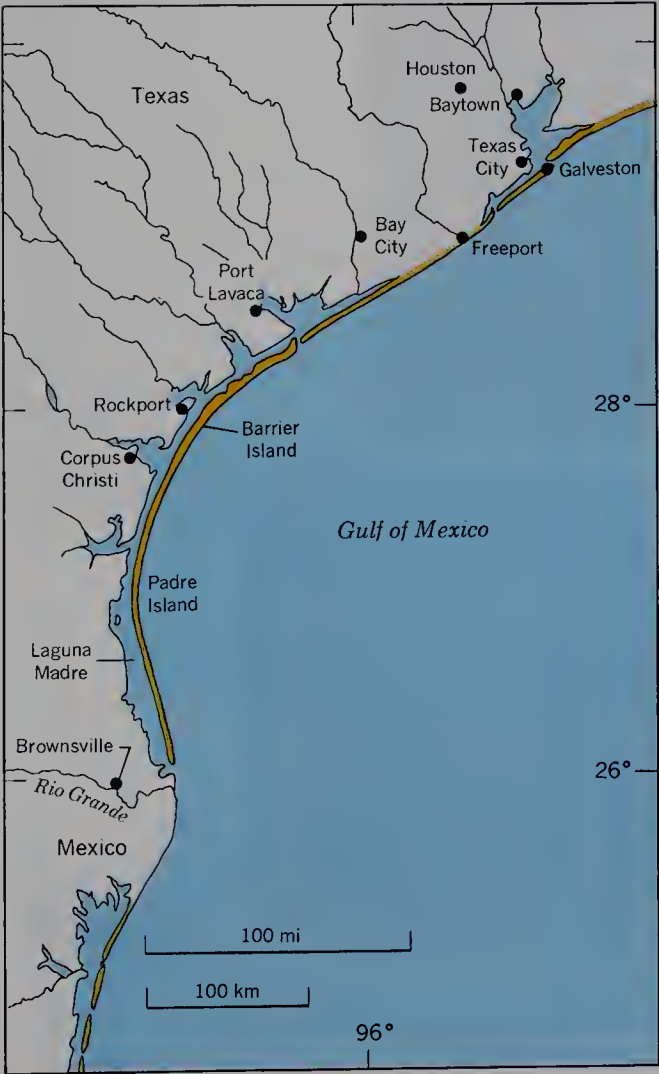 Houston
Texas
Baytown
Texas
City
Galveston
Bay
City
Freeport
Port
Lavaca
28°
Rockport
Barrier
Island
Corpus
Christi
Gulf of Mexico
Padre
Island
Laguna
Madre
Brownsville
26°
Rio Grande
Mexico
100 mi
100 km
96°